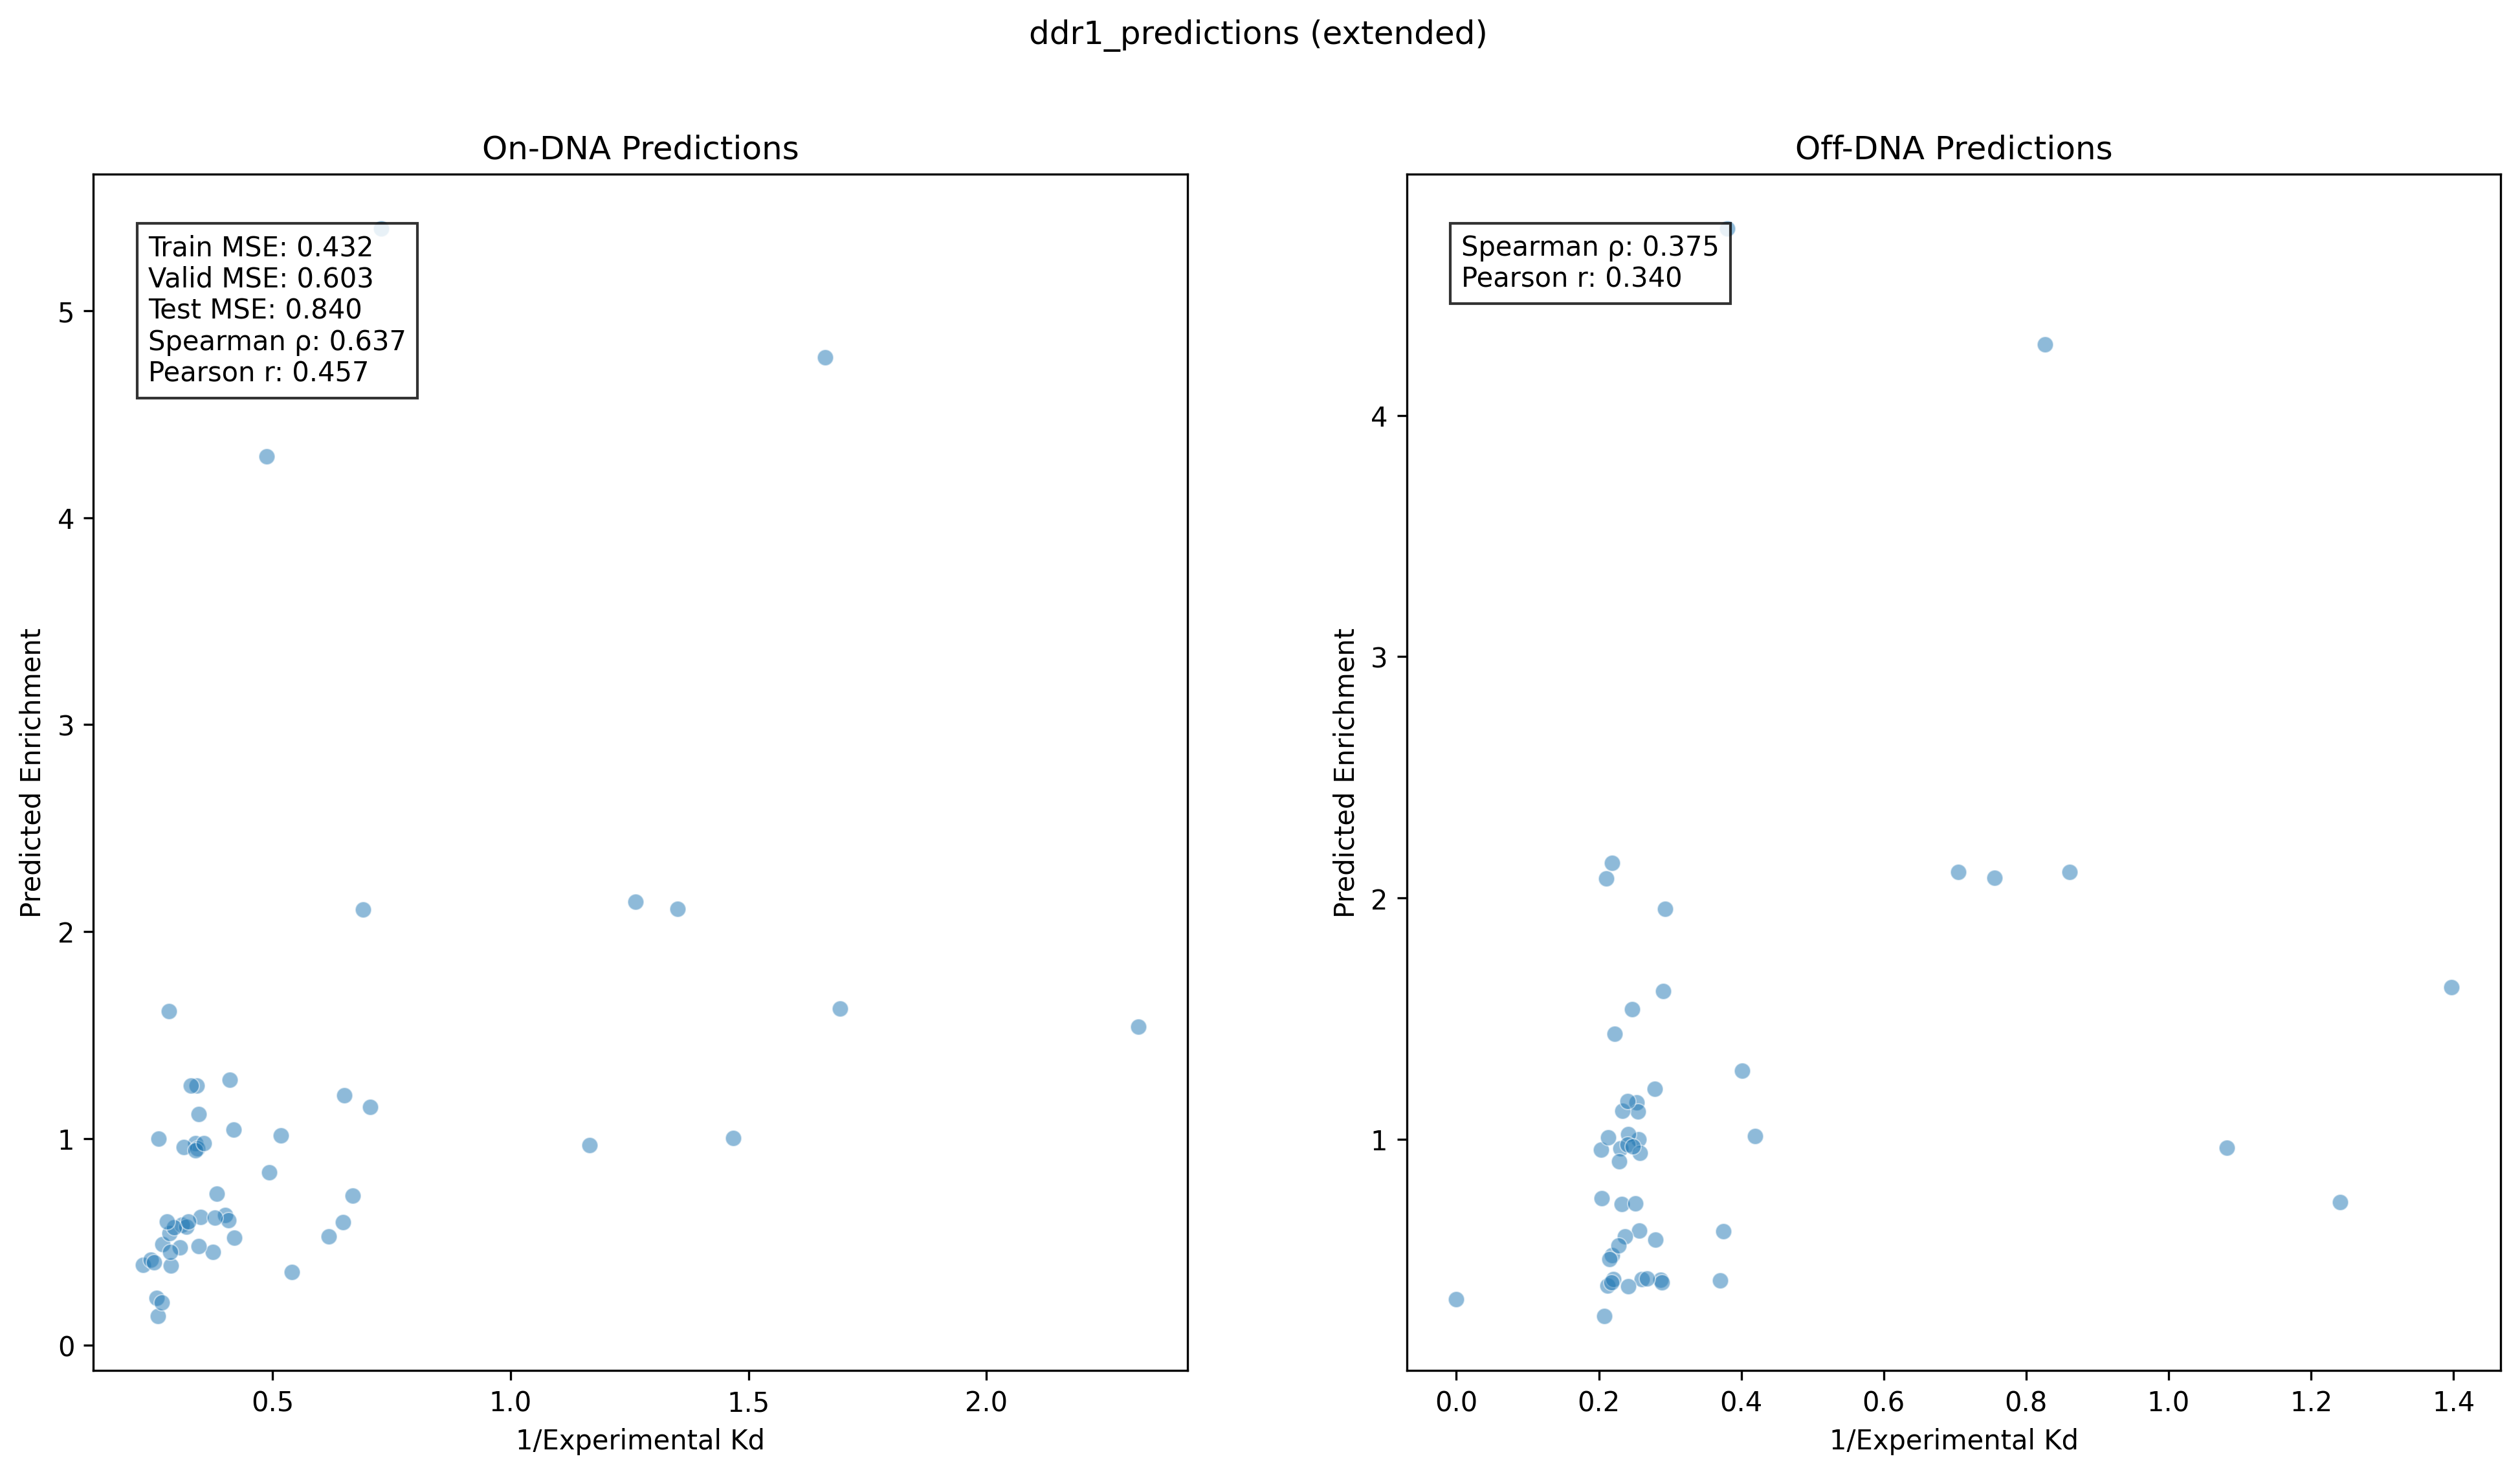 ddr1_predictions (extended)
On-DNA Predictions
Train MSE: 0.432
Valid MSE: 0.603
Test MSE: 0.840
Spearman ρ: 0.637
Pearson r: 0.457
5
4
3
2
1
0
Predicted Enrichment
0.5 1.0 1.5 2.0
1/Experimental Kd
Off-DNA Predictions
Spearman ρ: 0.375
Pearson r: 0.340
4
3
2
1
Predicted Enrichment
0.0 0.2 0.4 0.6 0.8 1.0 1.2 1.4
1/Experimental Kd